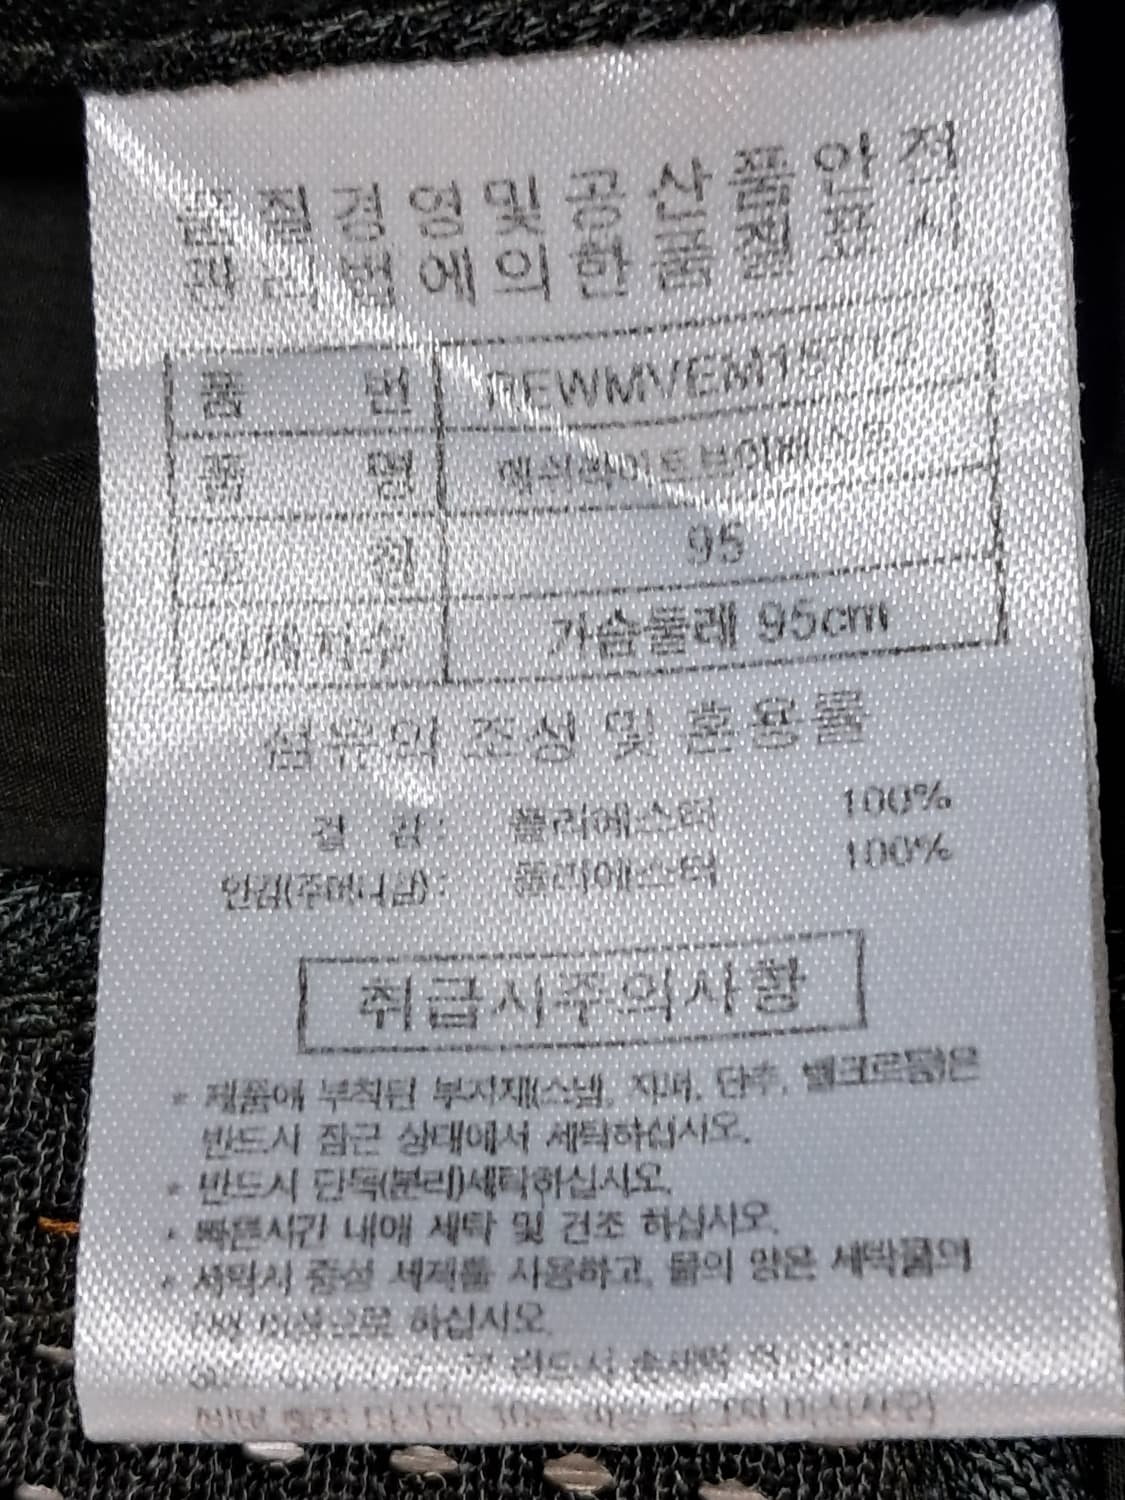 품질경영및공산품안전
관리법에의한품질표시
품 번
품 명
호 칭 95
신체치수 가슴둘레 95cm
섬유의 조성 및 혼용률
겉 감: 폴리에스터 100%
안감(주머니감): 폴리에스터 100%
취급시주의사항
* 제품에 부착된 부자재(스냅, 지퍼, 단추, 벨크로등)은
반드시 잠근 상태에서 세탁하십시오.
* 반드시 단독(분리)세탁하십시오.
* 빠른시간 내에 세탁 및 건조 하십시오.
* 세탁시 중성 세제를 사용하고, 물의 양은 세탁물의
하십시오.